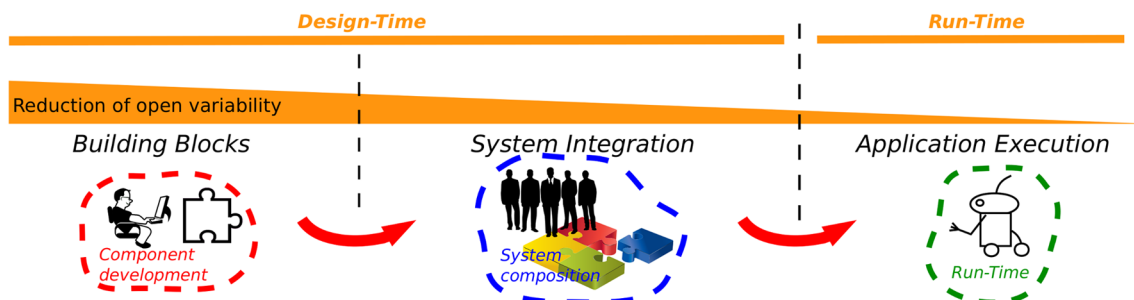 Design-Time
Run-Time
Reduction of open variability
Building Blocks
System Integration
Application Execution
Component
development
System
composition
Run-Time